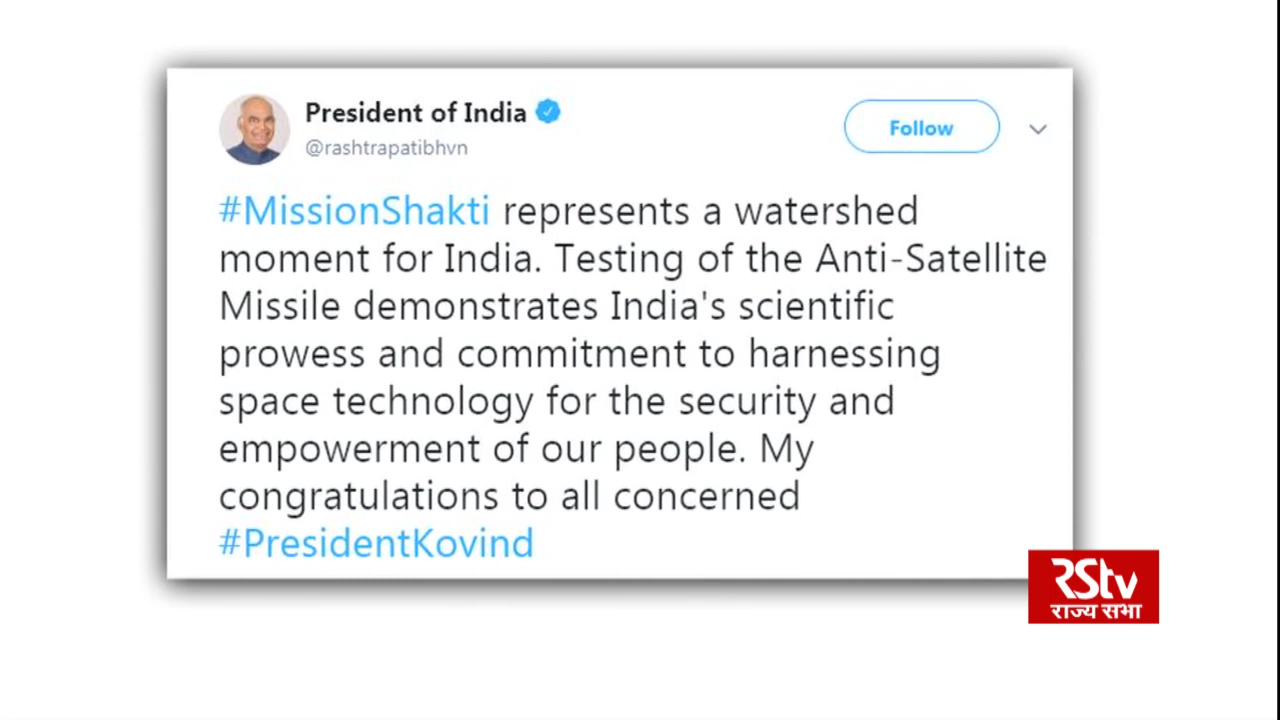 President of India
@rashtrapatibhvn
Follow
#MissionShakti represents a watershed
moment for India. Testing of the Anti-Satellite
Missile demonstrates India's scientific
prowess and commitment to harnessing
space technology for the security and
empowerment of our people. My
congratulations to all concerned
#PresidentKovind
RStv
राज्य सभा